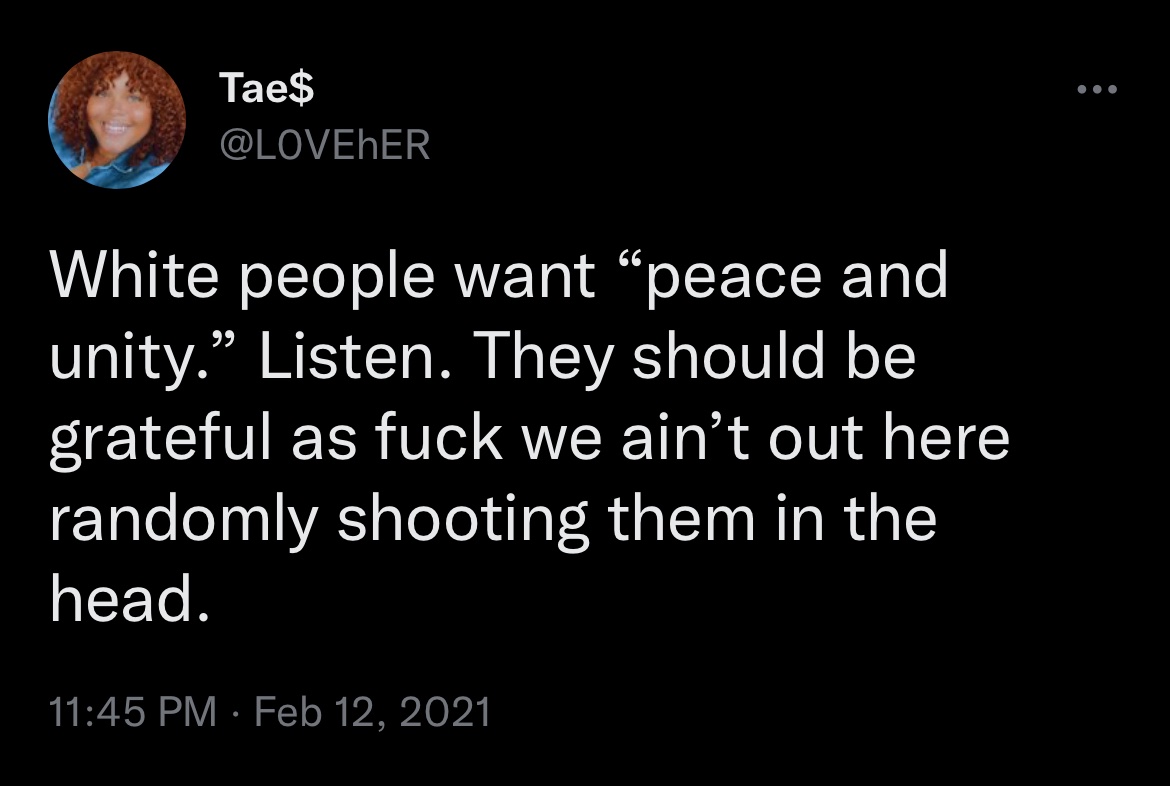 Tae$
@L0VEhER
White people want “peace and
unity.” Listen. They should be
grateful as fuck we ain’t out here
randomly shooting them in the
head.
11:45 PM · Feb 12, 2021